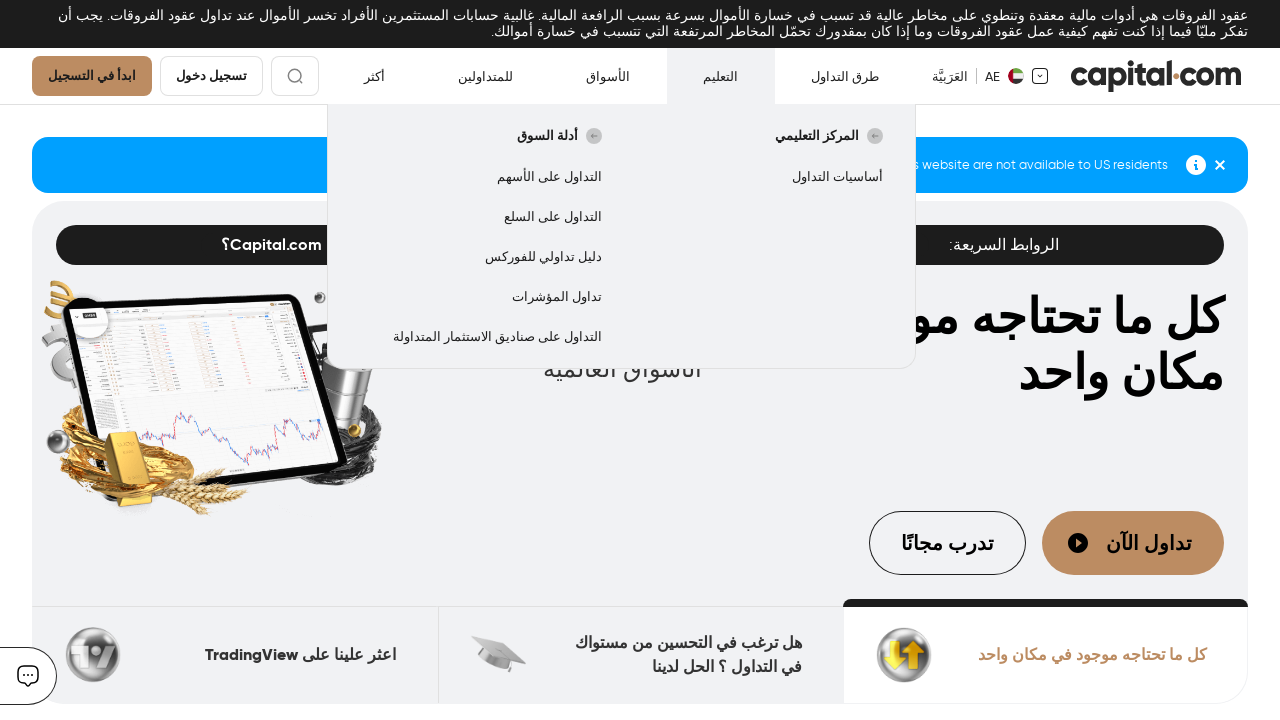 عقود الفروقات هي أدوات مالية معقدة وتنطوي على مخاطر عالية قد تسبب في خسارة الأموال بسرعة بسبب الرافعة المالية. غالبية حسابات المستثمرين الأفراد تخسر الأموال عند تداول عقود الفروقات. يجب أن
تفكر مليًا فيما إذا كنت تفهم كيفية عمل عقود الفروقات وما إذا كان بمقدورك تحمّل المخاطر المرتفعة التي تتسبب في خسارة أموالك.
capital.com
AE
العَرَبيَّة
طرق التداول
التعليم
الأسواق
للمتداولين
أكثر
تسجيل دخول
ابدأ في التسجيل
المركز التعليمي
أساسيات التداول
أدلة السوق
التداول على الأسهم
التداول على السلع
دليل تداولي للفوركس
تداول المؤشرات
التداول على صناديق الاستثمار المتداولة
website are not available to US residents
الروابط السريعة:
Capital.com؟
كل ما تحتاجه
مكان واحد
الأسواق العالمية
تداول الآن
تدرب مجانًا
كل ما تحتاجه موجود في مكان واحد
هل ترغب في التحسين من مستواك
في التداول ؟ الحل لدينا
اعثر علينا على TradingView